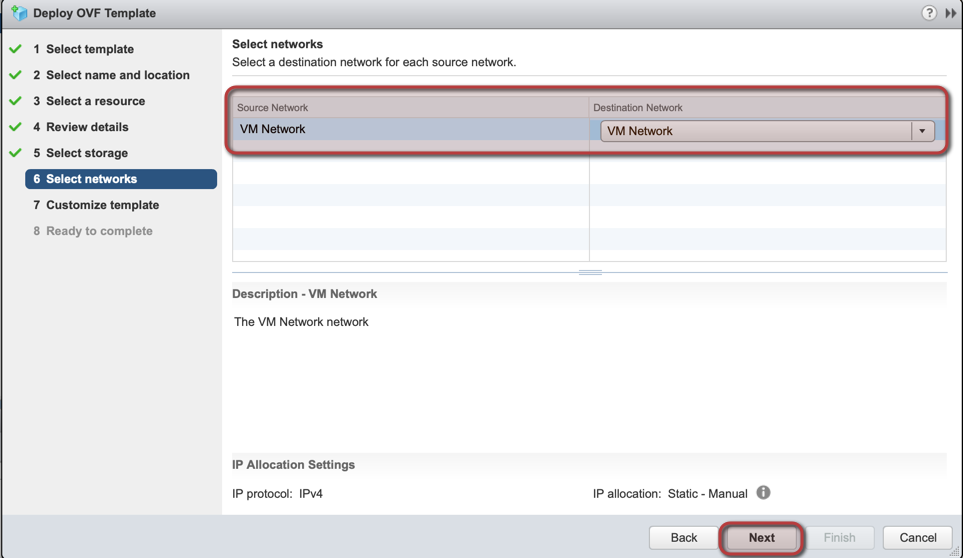 Deploy OVF Template
1 Select template
2 Select name and location
3 Select a resource
4 Review details
5 Select storage
6 Select networks
7 Customize template
8 Ready to complete
Select networks
Select a destination network for each source network.
Source Network Destination Network
VM Network VM Network
Description - VM Network
The VM Network network
IP Allocation Settings
IP protocol: IPv4 IP allocation: Static - Manual
Back Next Finish Cancel